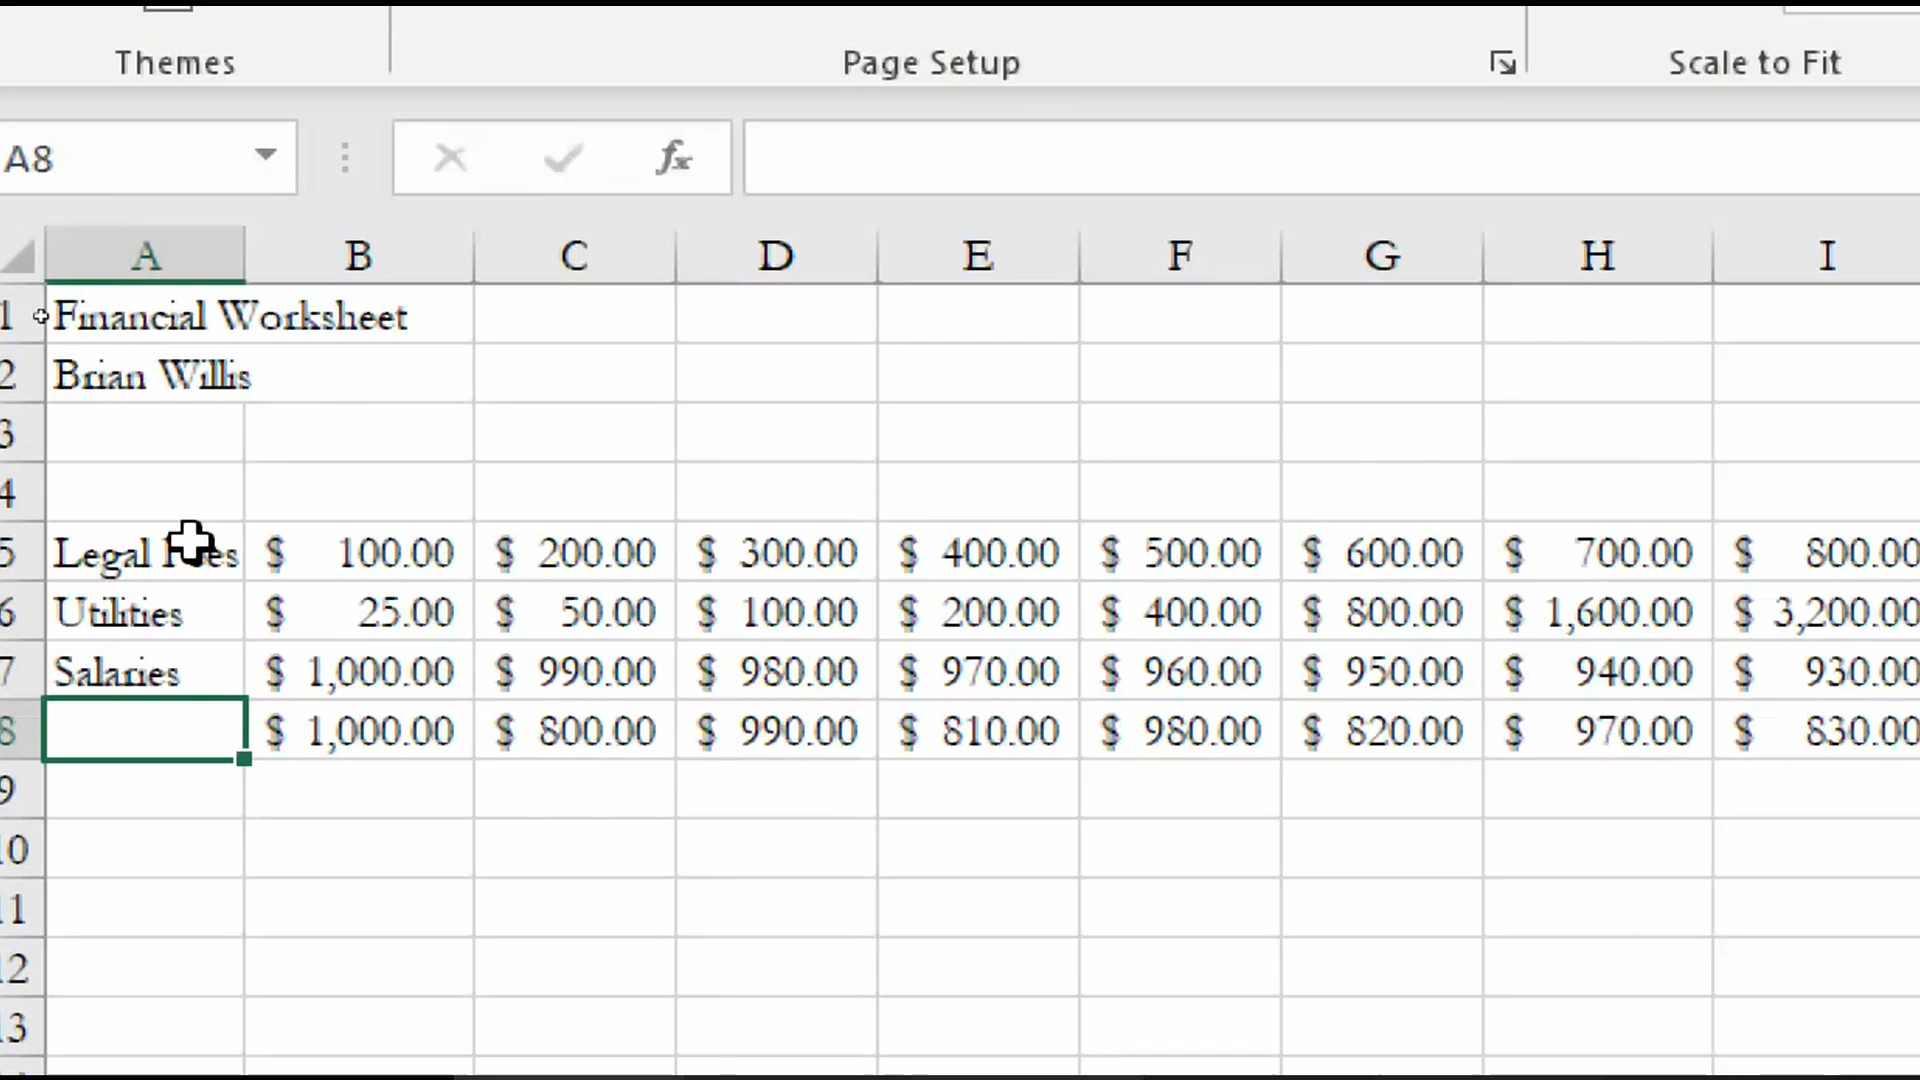 Themes Page Setup Scale to Fit
A8 fx
A B C D E F G H I
1 Financial Worksheet
2 Brian Willis
3
4
5 Legal Fees $ 100.00 $ 200.00 $ 300.00 $ 400.00 $ 500.00 $ 600.00 $ 700.00 $ 800.00
6 Utilities $ 25.00 $ 50.00 $ 100.00 $ 200.00 $ 400.00 $ 800.00 $ 1,600.00 $ 3,200.00
7 Salaries $ 1,000.00 $ 990.00 $ 980.00 $ 970.00 $ 960.00 $ 950.00 $ 940.00 $ 930.00
8 $ 1,000.00 $ 800.00 $ 990.00 $ 810.00 $ 980.00 $ 820.00 $ 970.00 $ 830.00
9
10
11
12
13